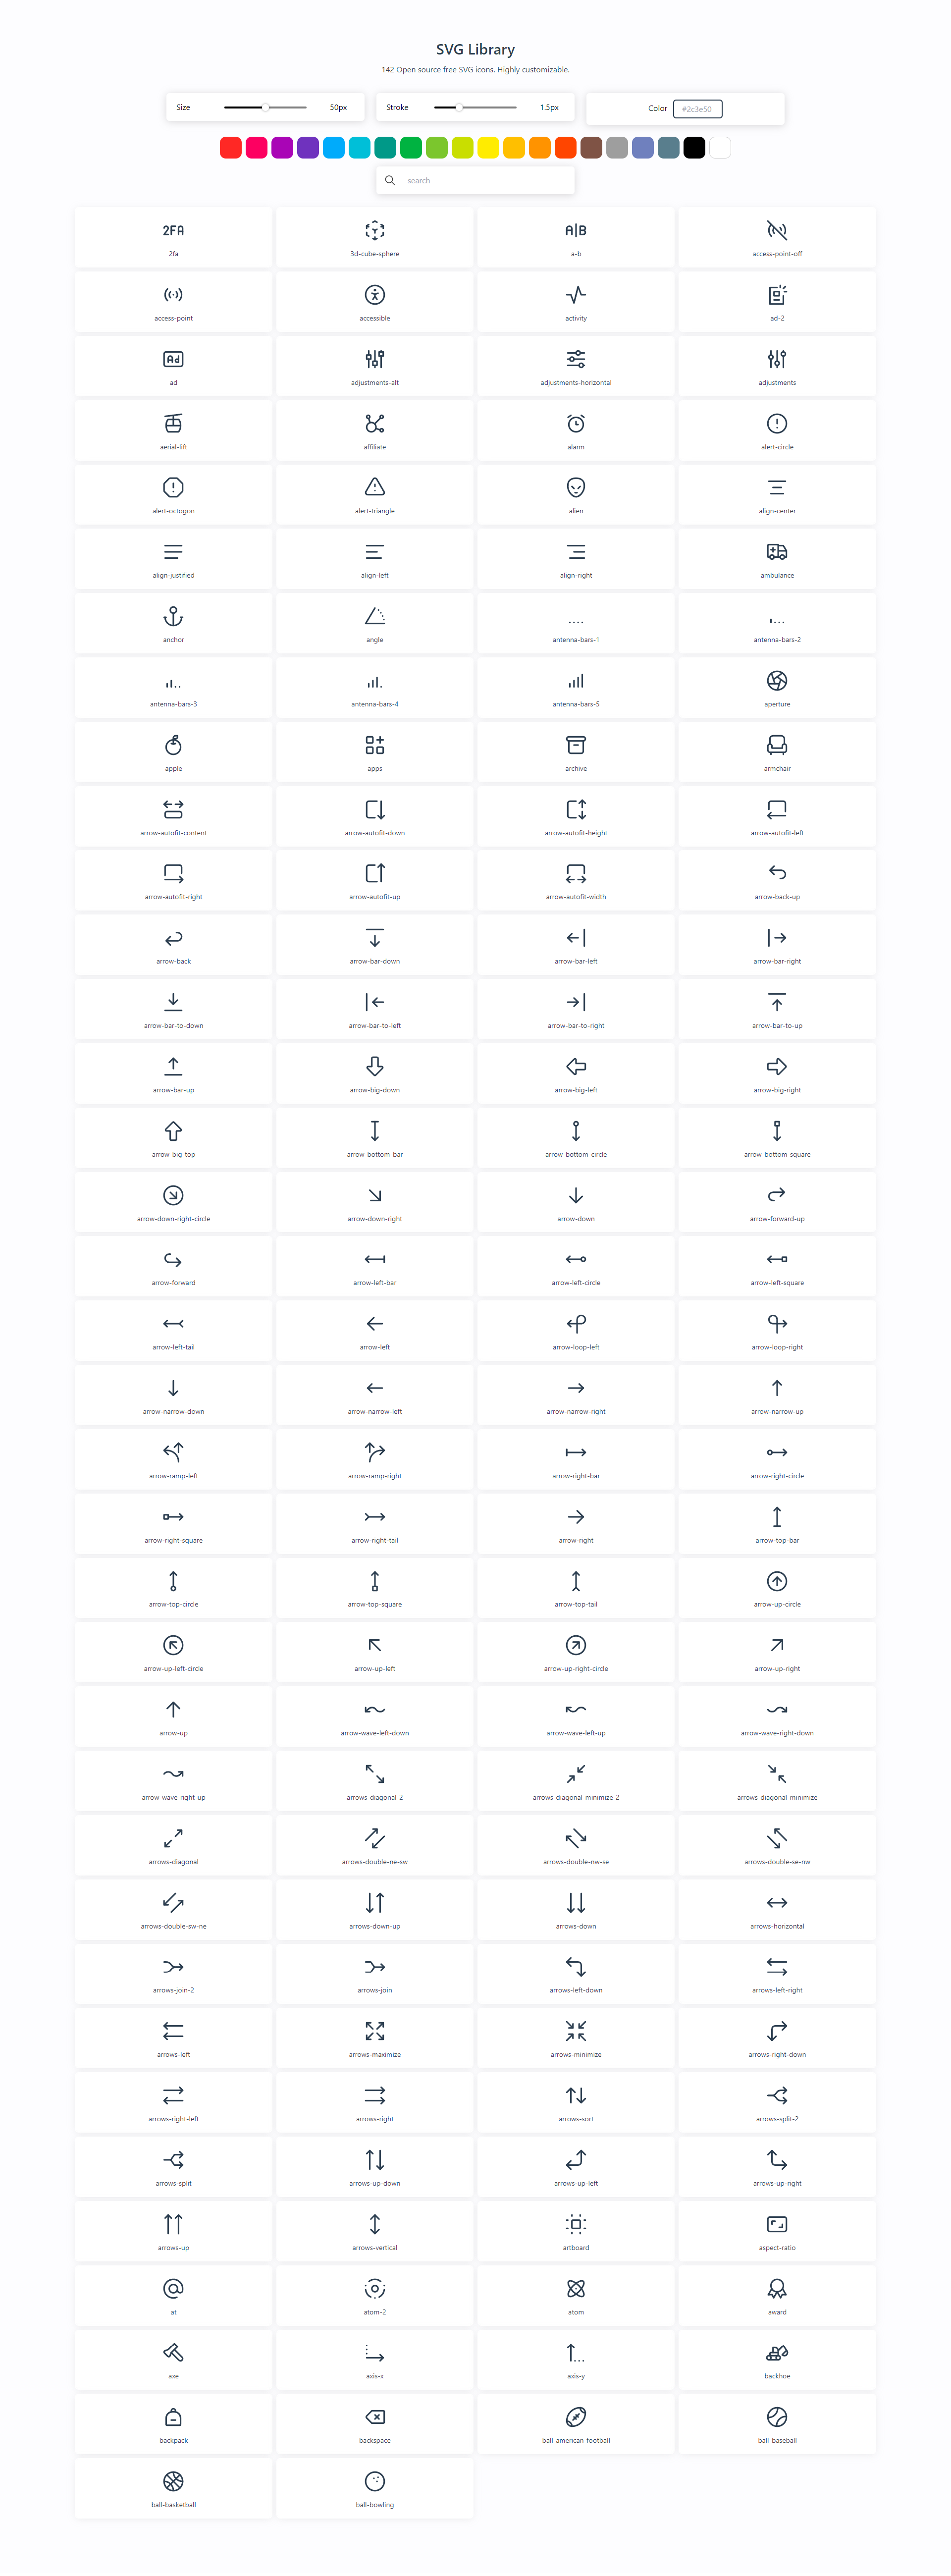 SVG Library
142 Open source free SVG icons. Highly customizable.
Size 50px Stroke 1.5px Color #2c3e50
search
2FA A|B
2fa 3d-cube-sphere a-b access-point-off
access-point accessible activity ad-2
Ad
ad adjustments-alt adjustments-horizontal adjustments
aerial-lift affiliate alarm alert-circle
alert-octogon alert-triangle alien align-center
align-justified align-left align-right ambulance
anchor angle antenna-bars-1 antenna-bars-2
antenna-bars-3 antenna-bars-4 antenna-bars-5 aperture
apple apps archive armchair
arrow-autofit-content arrow-autofit-down arrow-autofit-height arrow-autofit-left
arrow-autofit-right arrow-autofit-up arrow-autofit-width arrow-back-up
arrow-back arrow-bar-down arrow-bar-left arrow-bar-right
arrow-bar-to-down arrow-bar-to-left arrow-bar-to-right arrow-bar-to-up
arrow-bar-up arrow-big-down arrow-big-left arrow-big-right
arrow-big-top arrow-bottom-bar arrow-bottom-circle arrow-bottom-square
arrow-down-right-circle arrow-down-right arrow-down arrow-forward-up
arrow-forward arrow-left-bar arrow-left-circle arrow-left-square
arrow-left-tail arrow-left arrow-loop-left arrow-loop-right
arrow-narrow-down arrow-narrow-left arrow-narrow-right arrow-narrow-up
arrow-ramp-left arrow-ramp-right arrow-right-bar arrow-right-circle
arrow-right-square arrow-right-tail arrow-right arrow-top-bar
arrow-top-circle arrow-top-square arrow-top-tail arrow-up-circle
arrow-up-left-circle arrow-up-left arrow-up-right-circle arrow-up-right
arrow-up arrow-wave-left-down arrow-wave-left-up arrow-wave-right-down
arrow-wave-right-up arrows-diagonal-2 arrows-diagonal-minimize-2 arrows-diagonal-minimize
arrows-diagonal arrows-double-ne-sw arrows-double-nw-se arrows-double-se-nw
arrows-double-sw-ne arrows-down-up arrows-down arrows-horizontal
arrows-join-2 arrows-join arrows-left-down arrows-left-right
arrows-left arrows-maximize arrows-minimize arrows-right-down
arrows-right-left arrows-right arrows-sort arrows-split-2
arrows-split arrows-up-down arrows-up-left arrows-up-right
arrows-up arrows-vertical artboard aspect-ratio
at atom-2 atom award
axe axis-x axis-y backhoe
backpack backspace ball-american-football ball-baseball
ball-basketball ball-bowling